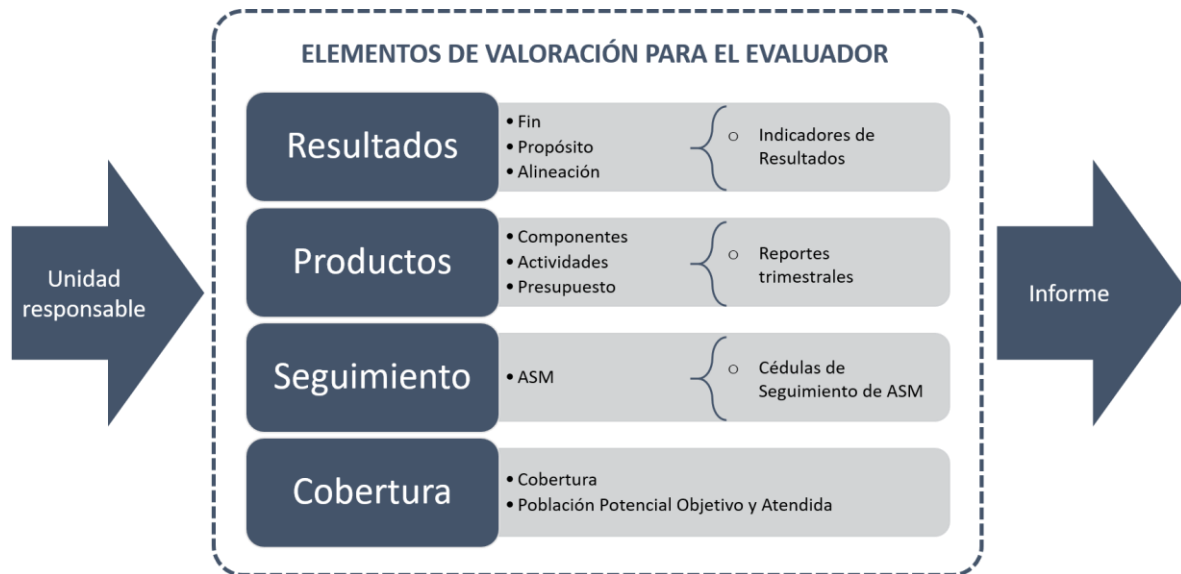 ELEMENTOS DE VALORACIÓN PARA EL EVALUADOR
Unidad
responsable
Resultados
• Fin
• Propósito
• Alineación
○ Indicadores de
Resultados
Productos
• Componentes
• Actividades
• Presupuesto
○ Reportes
trimestrales
Seguimiento
• ASM
○ Cédulas de
Seguimiento de ASM
Cobertura
• Cobertura
• Población Potencial Objetivo y Atendida
Informe